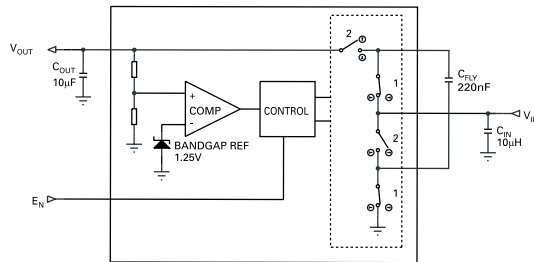 2
VOUT
COUT
10µF
+
COMP
-
CONTROL
1
CFLY
220nF
VI
BANDGAP REF
1.25V
2
CIN
10µH
EN
1